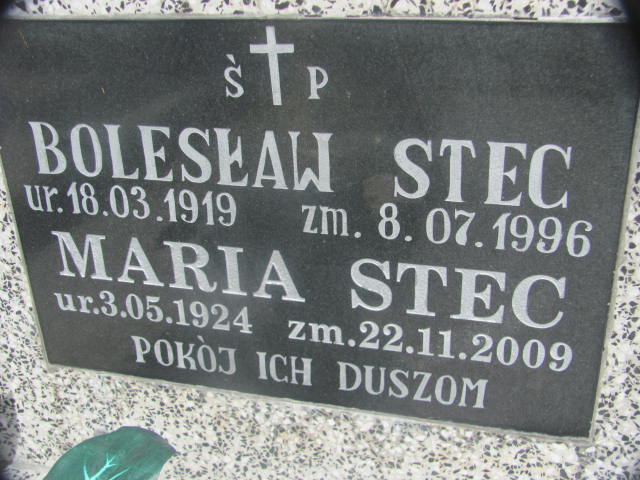 Ś P
BOLESŁAW STEC
ur. 18.03.1919 zm. 8.07.1996
MARIA STEC
ur.3.05.1924 zm.22.11.2009
POKÒJ ICH DUSZOM